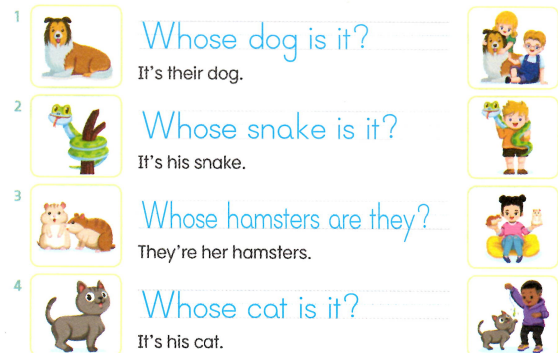 1
Whose dog is it?
It's their dog.
2
Whose snake is it?
It's his snake.
3
Whose hamsters are they?
They're her hamsters.
4
Whose cat is it?
It's his cat.